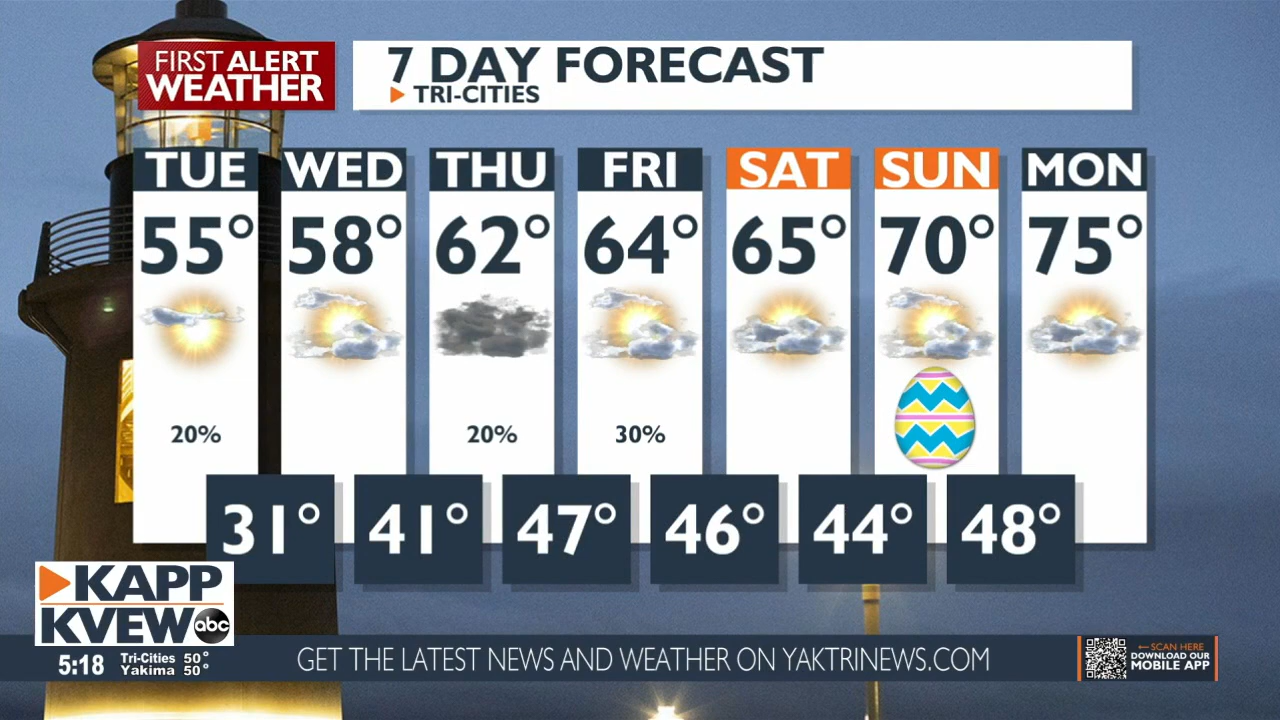 FIRST ALERT
WEATHER
7 DAY FORECAST
TRI-CITIES
TUE WED THU FRI SAT SUN MON
55° 58° 62° 64° 65° 70° 75°
20% 20% 30%
31° 41° 47° 46° 44° 48°
KAPP
KVEW abc
5:18
Tri-Cities 50°
Yakima 50°
GET THE LATEST NEWS AND WEATHER ON YAKTRINEWS.COM
SCAN HERE
DOWNLOAD OUR
MOBILE APP